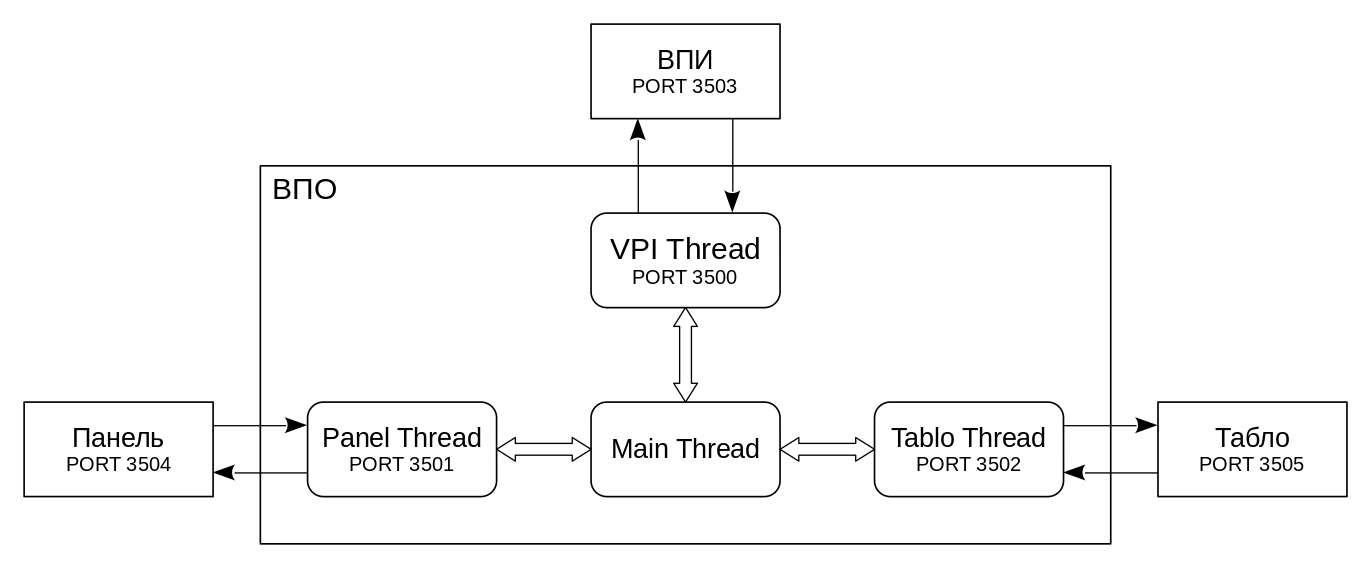 ВПИ
PORT 3503
ВПО
VPI Thread
PORT 3500
Панель
PORT 3504
Panel Thread
PORT 3501
Main Thread
Tablo Thread
PORT 3502
Табло
PORT 3505